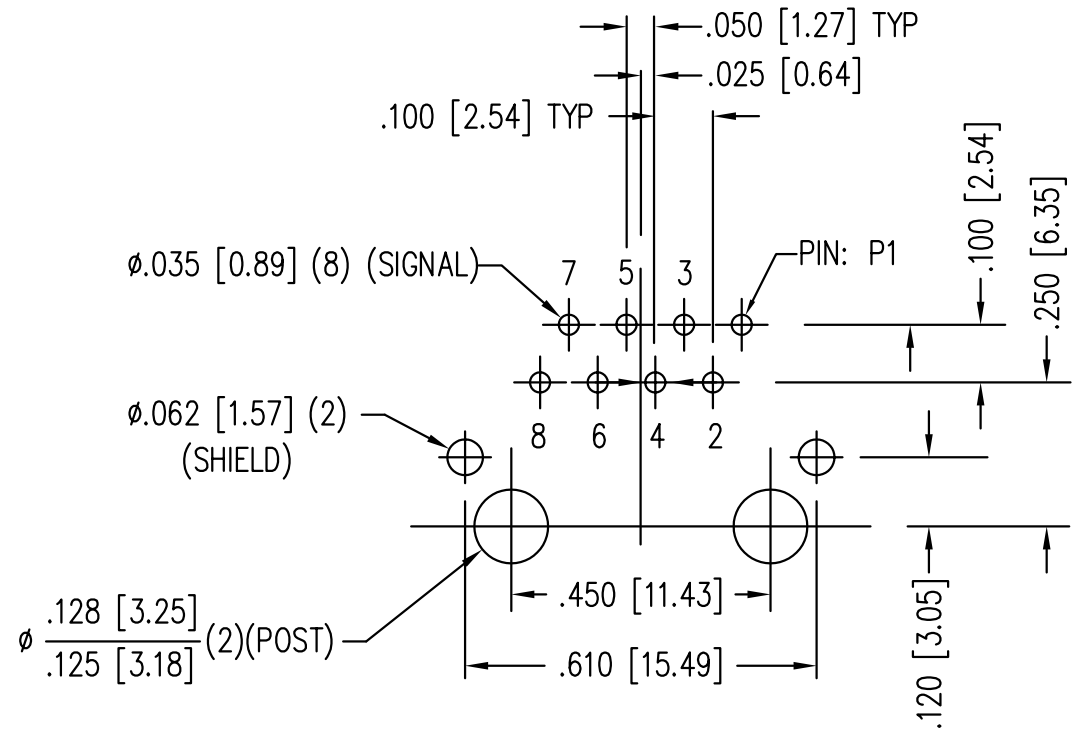 .050 [1.27] TYP
.025 [0.64]
.100 [2.54] TYP
.100 [2.54]
.250 [6.35]
ø.035 [0.89] (8) (SIGNAL)
7 5 3
PIN: P1
ø.062 [1.57] (2)
(SHIELD)
8 6 4 2
.450 [11.43]
ø .128 [3.25]
.125 [3.18] (2)(POST)
.610 [15.49]
.120 [3.05]